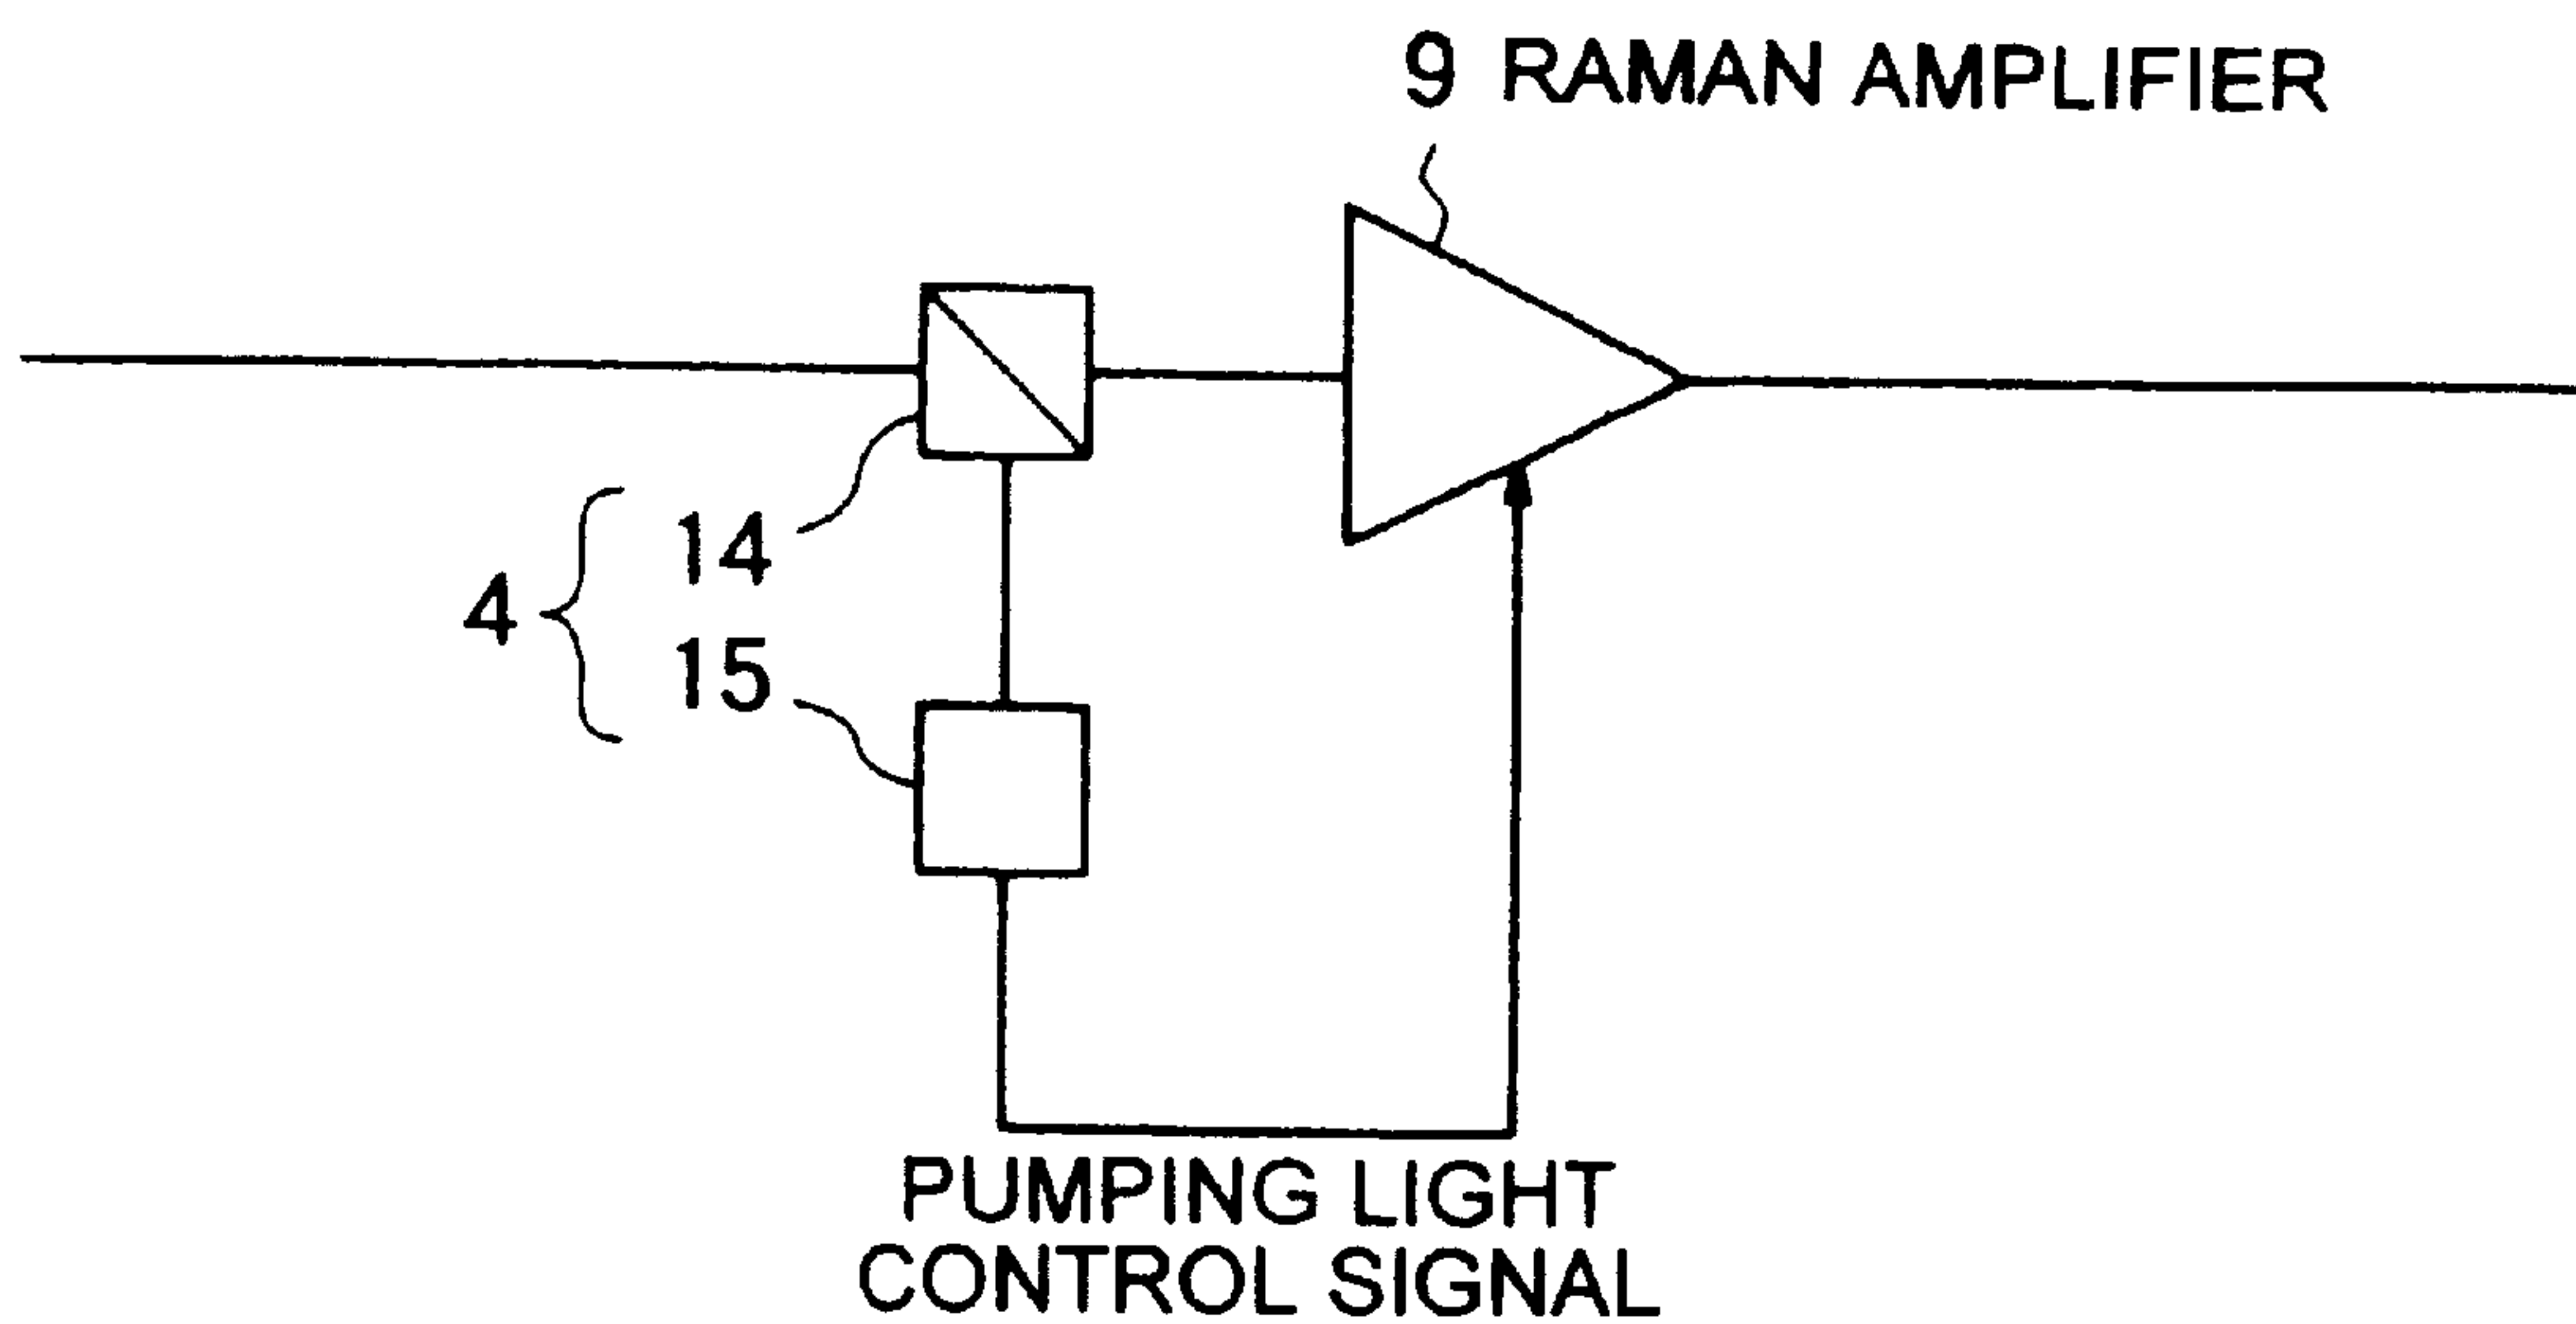 9 RAMAN AMPLIFIER
14
4
15
PUMPING LIGHT
CONTROL SIGNAL